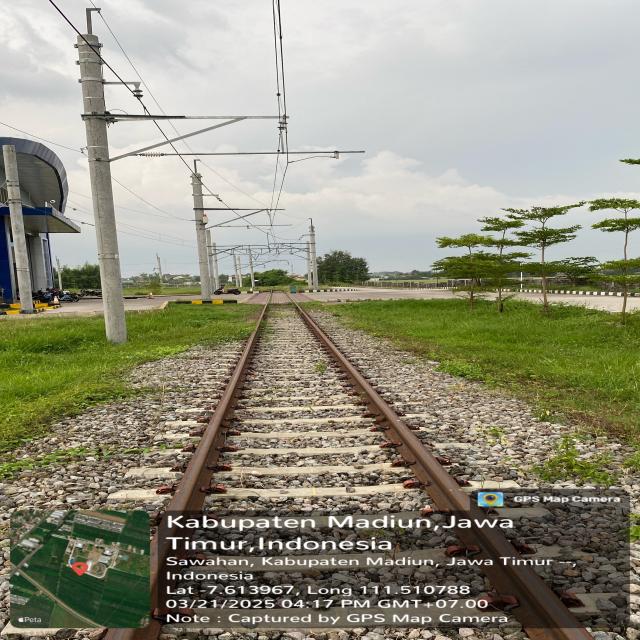 GPS Map Camera
Kabupaten Madiun,Jawa
Timur,Indonesia
Sawahan, Kabupaten Madiun, Jawa Timur --,
Indonesia
Lat -7.613967, Long 111.510788
03/21/2025 04:17 PM GMT+07.00
Note : Captured by GPS Map Camera
Peta